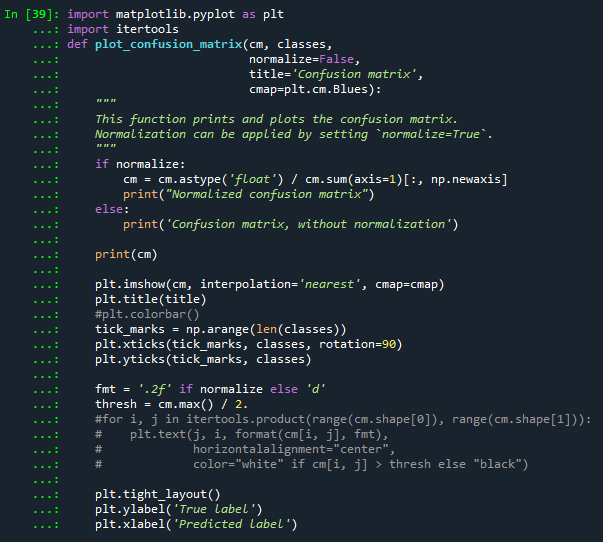 In [39]: import matplotlib.pyplot as plt
    ...: import itertools
    ...: def plot_confusion_matrix(cm, classes,
    ...:                           normalize=False,
    ...:                           title='Confusion matrix',
    ...:                           cmap=plt.cm.Blues):
    ...:     """
    ...:     This function prints and plots the confusion matrix.
    ...:     Normalization can be applied by setting `normalize=True`.
    ...:     """
    ...:     if normalize:
    ...:         cm = cm.astype('float') / cm.sum(axis=1)[:, np.newaxis]
    ...:         print("Normalized confusion matrix")
    ...:     else:
    ...:         print('Confusion matrix, without normalization')
    ...:
    ...:     print(cm)
    ...:
    ...:     plt.imshow(cm, interpolation='nearest', cmap=cmap)
    ...:     plt.title(title)
    ...:     #plt.colorbar()
    ...:     tick_marks = np.arange(len(classes))
    ...:     plt.xticks(tick_marks, classes, rotation=90)
    ...:     plt.yticks(tick_marks, classes)
    ...:
    ...:     fmt = '.2f' if normalize else 'd'
    ...:     thresh = cm.max() / 2.
    ...:     #for i, j in itertools.product(range(cm.shape[0]), range(cm.shape[1])):
    ...:     #    plt.text(j, i, format(cm[i, j], fmt),
    ...:     #             horizontalalignment="center",
    ...:     #             color="white" if cm[i, j] > thresh else "black")
    ...:
    ...:     plt.tight_layout()
    ...:     plt.ylabel('True label')
    ...:     plt.xlabel('Predicted label')